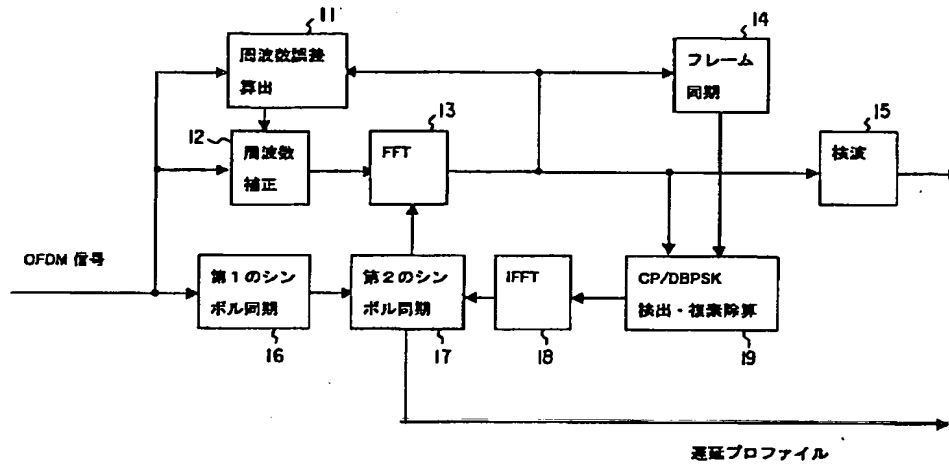 11
周波数誤差
算出
14
フレーム
同期
12
周波数
補正
13
FFT
15
検波
OFDM 信号
第1のシン
ボル同期
16
第2のシン
ボル同期
17
IFFT
18
CP/DBPSK
検出・複素除算
19
遅延プロファイル